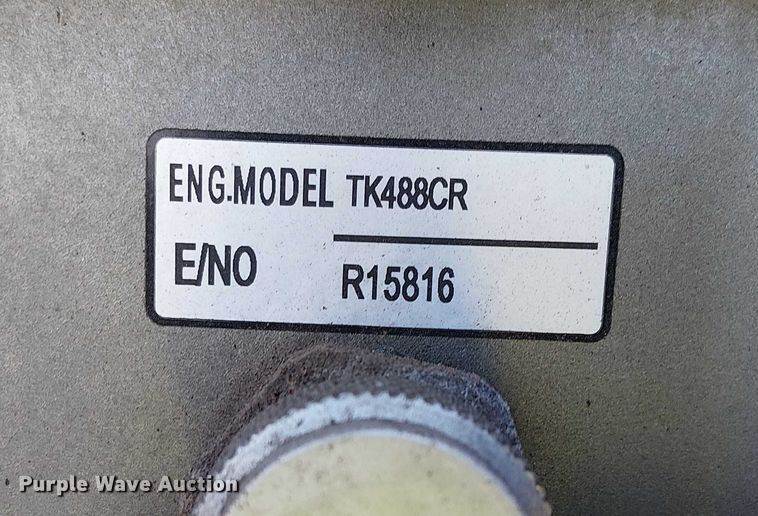 ENG.MODEL TK488CR
E/NO R15816
Purple Wave Auction